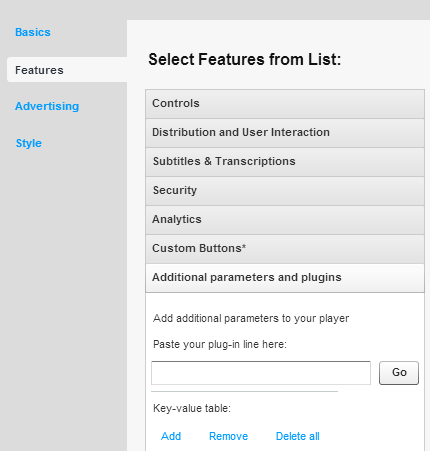 Basics
Features
Advertising
Style
Select Features from List:
Controls
Distribution and User Interaction
Subtitles & Transcriptions
Security
Analytics
Custom Buttons*
Additional parameters and plugins
Add additional parameters to your player
Paste your plug-in line here:
Go
Key-value table:
Add Remove Delete all